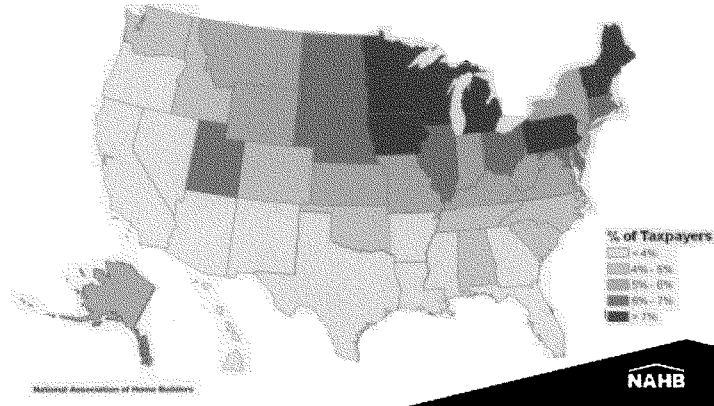 % of Taxpayers
< 4%
4% - 5%
5% - 6%
6% - 7%
> 7%
National Association of Home Builders
NAHB